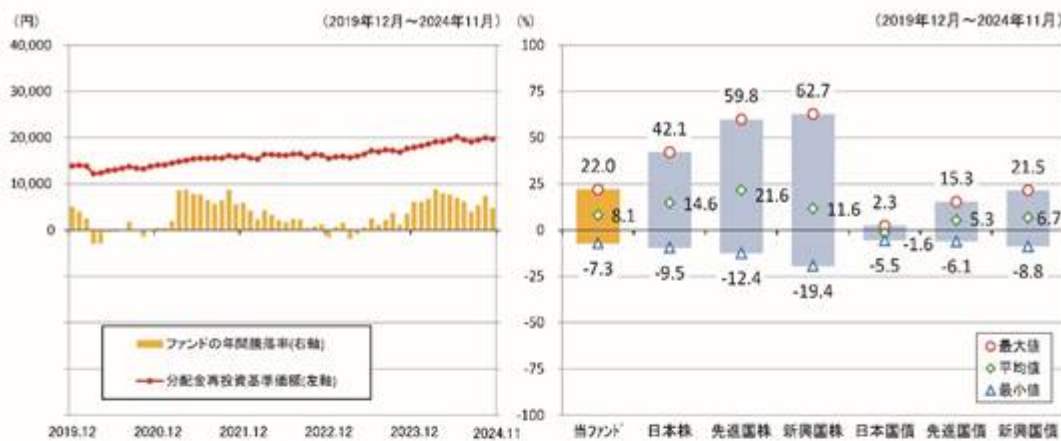 (円)
(2019年12月～2024年11月)
40,000
30,000
20,000
10,000
0
ファンドの年間騰落率(右軸)
分配金再投資基準価額(左軸)
2019.12 2020.12 2021.12 2022.12 2023.12 2024.11
(%)
(2019年12月～2024年11月)
100
75
50
25
0
-25
-50
-75
-100
22.0 42.1 59.8 62.7 2.3 15.3 21.5
8.1 14.6 21.6 11.6 -1.6 5.3 6.7
-7.3 -9.5 -12.4 -19.4 -5.5 -6.1 -8.8
最大値
平均値
最小値
当ファンド 日本株 先進国株 新興国株 日本国債 先進国債 新興国債